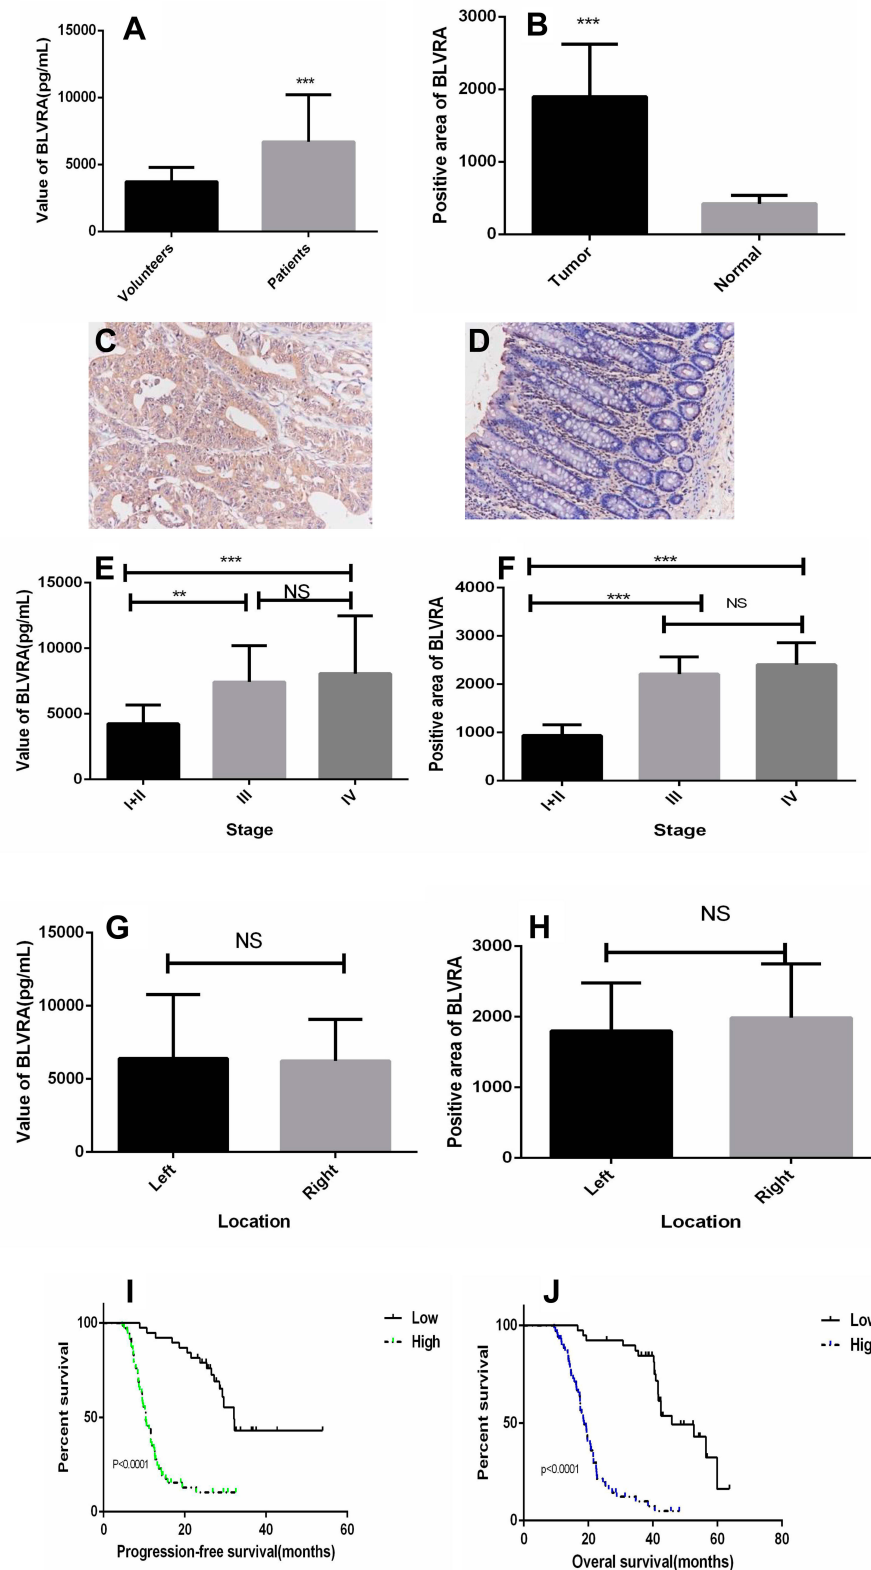 A
Value of BLVRA(pg/mL)
15000
10000
5000
0
***
Volunteers
Patients
B
Positive area of BLVRA
3000
2000
1000
0
***
Tumor
Normal
C
D
E
Value of BLVRA(pg/mL)
15000
10000
5000
0
***
**
NS
I+II
III
IV
Stage
F
Positive area of BLVRA
4000
3000
2000
1000
0
***
***
NS
I+II
III
IV
Stage
G
Value of BLVRA(pg/mL)
15000
10000
5000
0
NS
Left
Right
Location
H
Positive area of BLVRA
3000
2000
1000
0
NS
Left
Right
Location
I
Percent survival
100
50
0
P<0.0001
Low
High
0 20 40 60
Progression-free survival(months)
J
Percent survival
100
50
0
p<0.0001
Low
Hig
0 20 40 60 80
Overal survival(months)